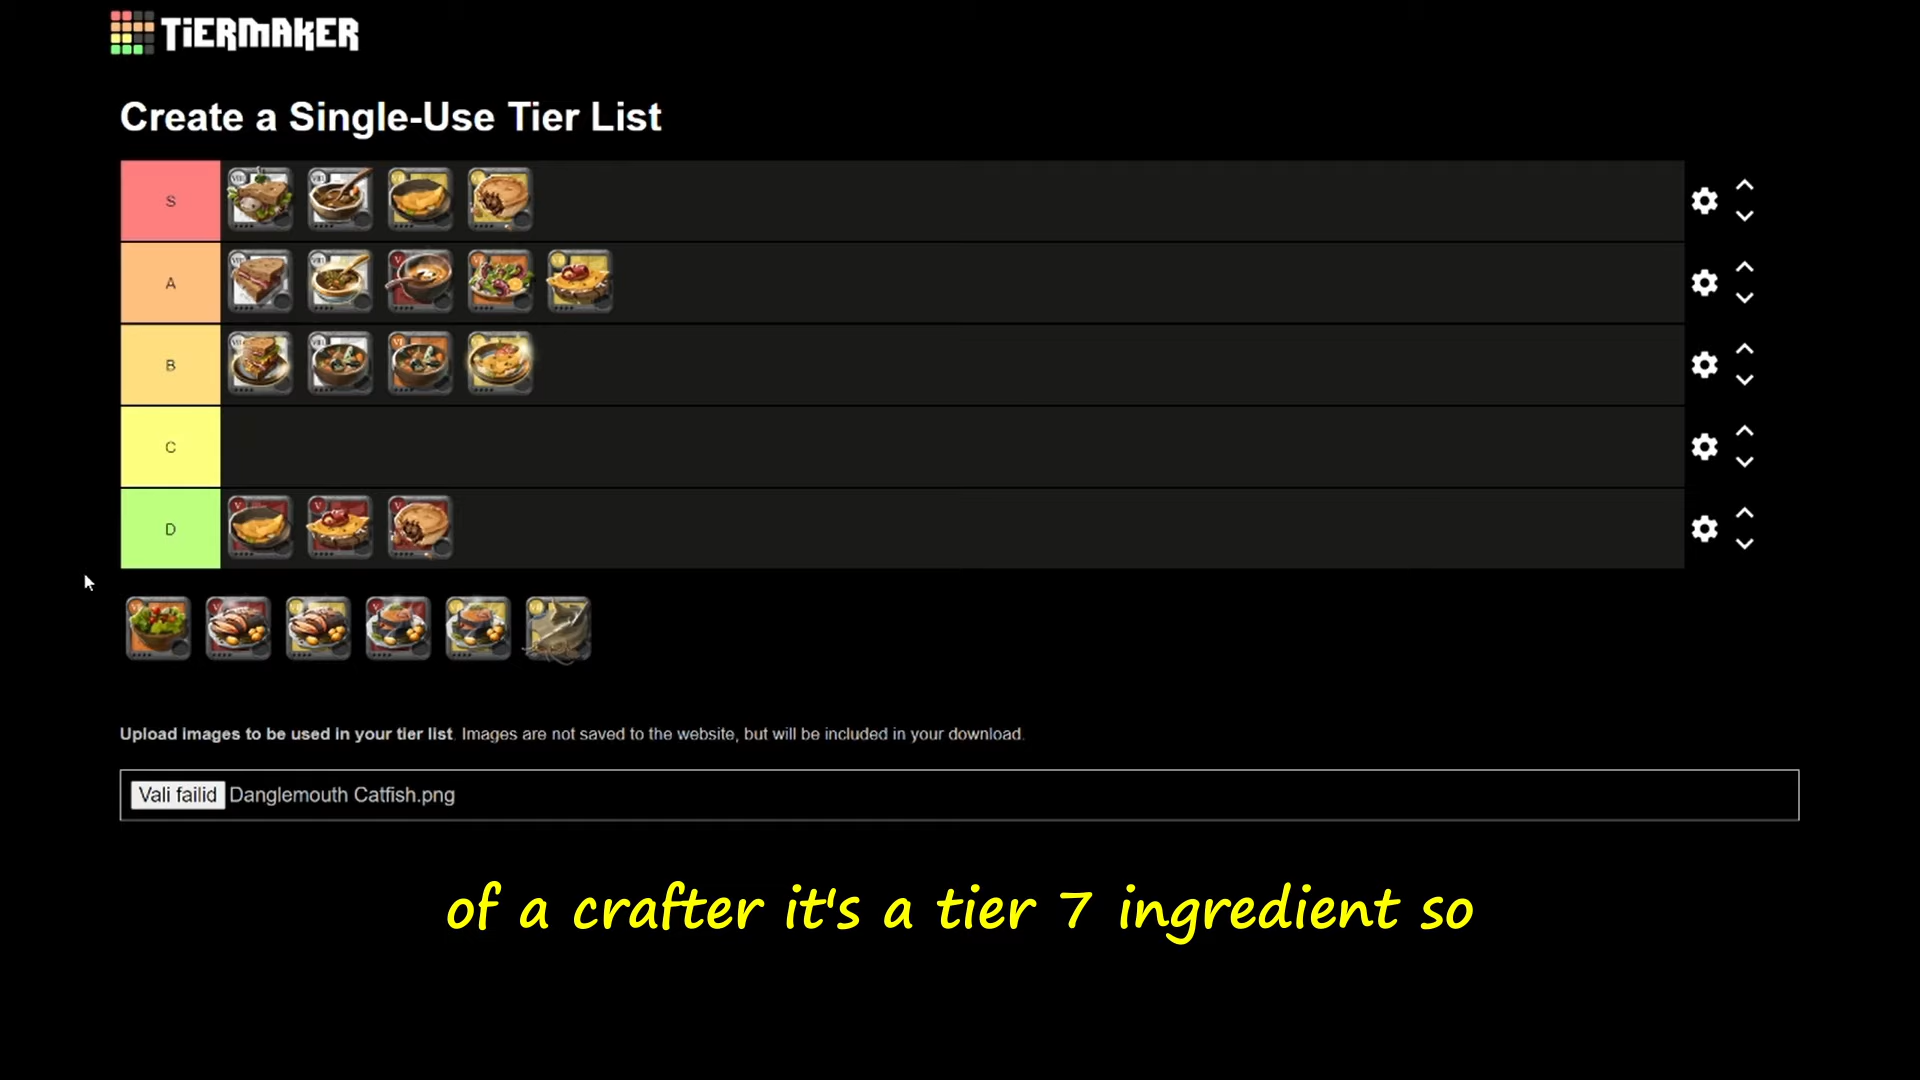 TiERMAKER
Create a Single-Use Tier List
S
A
B
C
D
Upload images to be used in your tier list. Images are not saved to the website, but will be included in your download.
Vali failid Danglemouth Catfish.png
of a crafter it's a tier 7 ingredient so